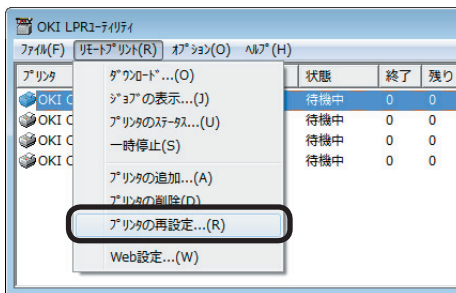 OKI LPRﾕｰﾃｨﾘﾃｨ
ﾌｧｲﾙ(F) ﾘﾓｰﾄﾌﾟﾘﾝﾄ(R) ｵﾌﾟｼｮﾝ(O) ﾍﾙﾌﾟ(H)
ﾌﾟﾘﾝﾀ 状態 終了 残り
OKI C 待機中 0 0
OKI C 待機中 0 0
OKI C 待機中 0 0
OKI C 待機中 0 0
ﾀﾞｳﾝﾛｰﾄﾞ...(O)
ｼﾞｮﾌﾞの表示...(J)
ﾌﾟﾘﾝﾀのｽﾃｰﾀｽ...(U)
一時停止(S)
ﾌﾟﾘﾝﾀの追加...(A)
ﾌﾟﾘﾝﾀの削除(D)
ﾌﾟﾘﾝﾀの再設定...(R)
Web設定...(W)